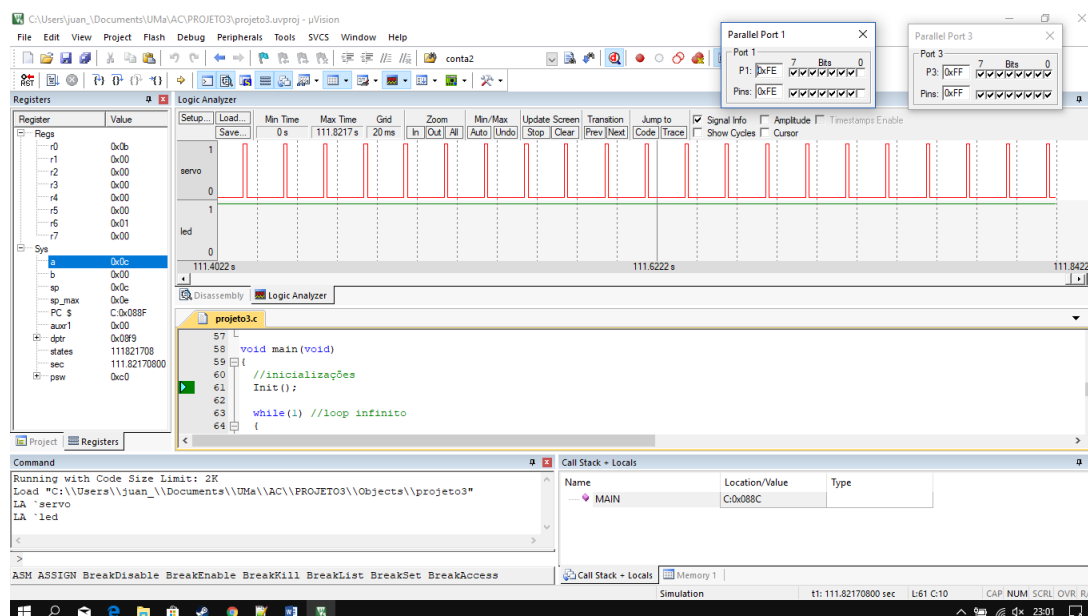 C:\Users\juan_\Documents\UMa\AC\PROJETO3\projeto3.uvproj - µVision
File Edit View Project Flash Debug Peripherals Tools SVCS Window Help
conta2
Parallel Port 1
Port 1
7 Bits 0
P1: 0xFE
Pins: 0xFE
Parallel Port 3
Port 3
7 Bits 0
P3: 0xFF
Pins: 0xFF
Registers
Register Value
Regs
r0 0x0b
r1 0x00
r2 0x00
r3 0x00
r4 0x00
r5 0x00
r6 0x01
r7 0x00
Sys
a 0x0c
b 0x00
sp 0x0c
sp_max 0x0e
PC $ C:0x088F
auxr1 0x00
dptr 0x08f9
states 111821708
sec 111.82170800
psw 0xc0
Project Registers
Logic Analyzer
Setup... Load... Min Time Max Time Grid Zoom Min/Max Update Screen Transition Jump to Signal Info Amplitude Timestamps Enable
Save... 0 s 111.8217 s 20 ms In Out All Auto Undo Stop Clear Prev Next Code Trace Show Cycles Cursor
1
servo
0
1
led
0
111.4022 s 111.6222 s 111.8422
Disassembly Logic Analyzer
projeto3.c
57
58 void main(void)
59 {
60 //inicializações
61 Init();
62
63 while(1) //loop infinito
64 {
Command
Running with Code Size Limit: 2K
Load "C:\\Users\\juan_\\Documents\\UMa\\AC\\PROJETO3\\Objects\\projeto3"
LA `servo
LA `led
>
ASM ASSIGN BreakDisable BreakEnable BreakKill BreakList BreakSet BreakAccess
Call Stack + Locals
Name Location/Value Type
MAIN C:0x088C
Call Stack + Locals Memory 1
Simulation t1: 111.82170800 sec L:61 C:10 CAP NUM SCRL OVR
23:01